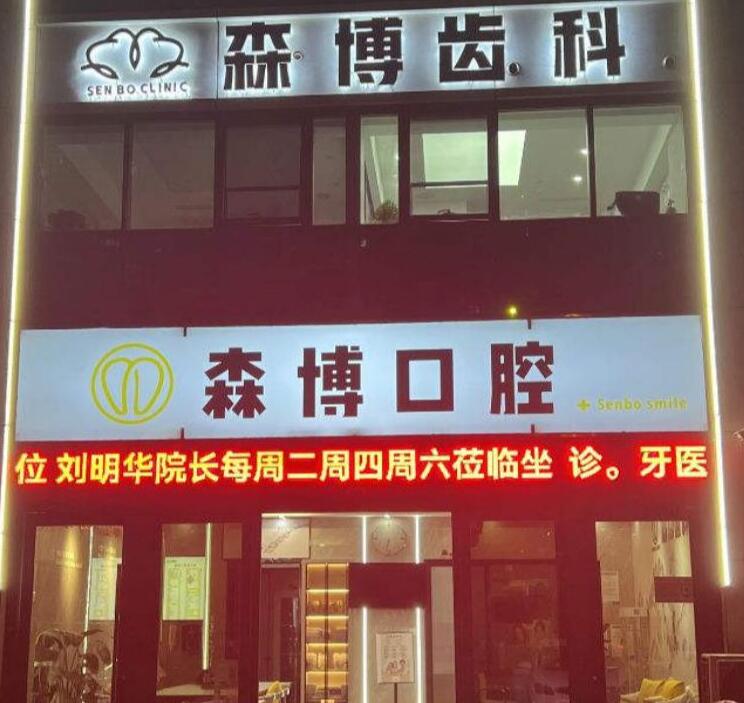 SEN BO CLINIC
森博齿科
森博口腔
+ Senbo smile
位 刘明华院长每周二周四周六莅临坐 诊。牙医